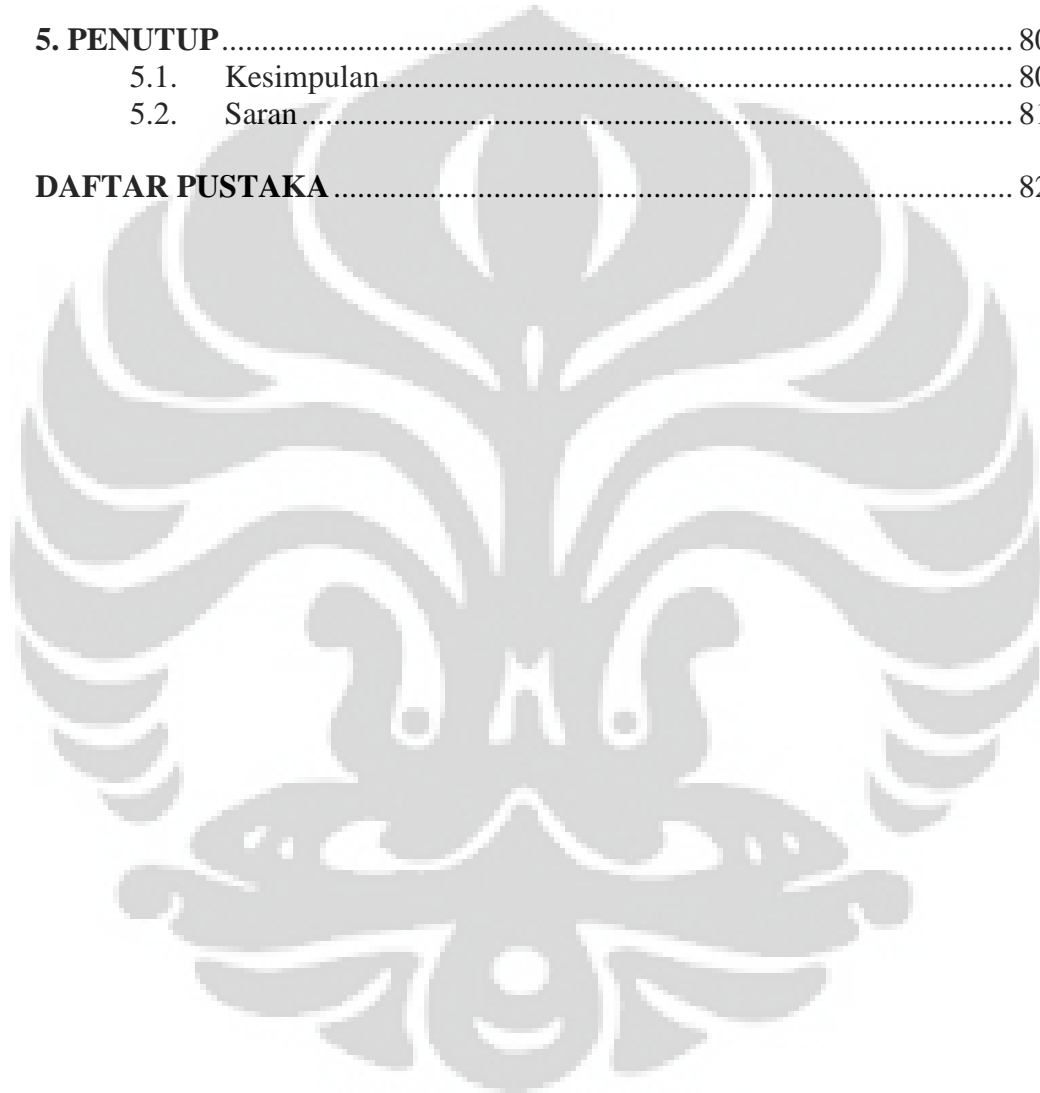 5. PENUTUP.......... 80
5.1. Kesimpulan.......... 80
5.2. Saran.......... 81
DAFTAR PUSTAKA.......... 82